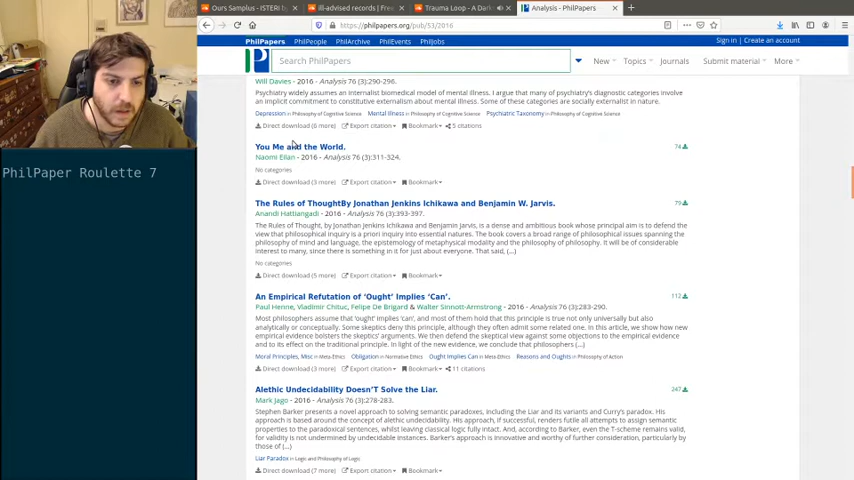 Ours Samplus - ISTERI by
ill-advised records | Free
Trauma Loop - A Dark
Analysis - PhilPapers
https://philpapers.org/pub/53/2016
PhilPapers PhilPeople PhilArchive PhilEvents PhilJobs
Sign in | Create an account
Search PhilPapers
New Topics Journals Submit material More
Will Davies - 2016 - Analysis 76 (3):290-296.
Psychiatry widely assumes an internalist biomedical model of mental illness. I argue that many of psychiatry's diagnostic categories involve
an implicit commitment to constitutive externalism about mental illness. Some of these categories are socially externalist in nature.
Depression in Philosophy of Cognitive Science Mental Illness in Philosophy of Cognitive Science Psychiatric Taxonomy in Philosophy of Cognitive Science
Direct download (6 more) Export citation Bookmark 5 citations
PhilPaper Roulette 7
You Me and the World. 74
Naomi Eilan - 2016 - Analysis 76 (3):311-324.
No categories
Direct download (3 more) Export citation Bookmark
The Rules of ThoughtBy Jonathan Jenkins Ichikawa and Benjamin W. Jarvis. 79
Anandi Hattiangadi - 2016 - Analysis 76 (3):393-397.
The Rules of Thought, by Jonathan Jenkins Ichikawa and Benjamin Jarvis, is a dense and ambitious book whose principal aim is to defend the
view that philosophical inquiry is a priori inquiry into essential natures. The book covers a broad range of philosophical issues spanning the
philosophy of mind and language, the epistemology of metaphysical modality and the philosophy of philosophy. It will be of considerable
interest to many, since there is something in it for just about everyone. That said, (...)
No categories
Direct download (5 more) Export citation Bookmark
An Empirical Refutation of 'Ought' Implies 'Can'. 112
Paul Henne, Vladimir Chituc, Felipe De Brigard & Walter Sinnott-Armstrong - 2016 - Analysis 76 (3):283-290.
Most philosophers assume that 'ought' implies 'can', and most of them hold that this principle is true not only universally but also
analytically or conceptually. Some skeptics deny this principle, although they often admit some related one. In this article, we show how new
empirical evidence bolsters the skeptics' arguments. We then defend the skeptical view against some objections to the empirical evidence
and to its effect on the traditional principle. In light of the new evidence, we conclude that philosophers (...)
Moral Principles, Misc in Meta-Ethics Obligation in Normative Ethics Ought Implies Can in Meta-Ethics Reasons and Oughts in Philosophy of Action
Direct download (3 more) Export citation Bookmark 11 citations
Alethic Undecidability Doesn'T Solve the Liar. 247
Mark Jago - 2016 - Analysis 76 (3):278-283.
Stephen Barker presents a novel approach to solving semantic paradoxes, including the Liar and its variants and Curry's paradox. His
approach is based around the concept of alethic undecidability. His approach, if successful, renders futile all attempts to assign semantic
properties to the paradoxical sentences, whilst leaving classical logic fully intact. And, according to Barker, even the T-scheme remains valid,
for validity is not undermined by undecidable instances. Barker's approach is innovative and worthy of further consideration, particularly by
those of (...)
Liar Paradox in Logic and Philosophy of Logic
Direct download (7 more) Export citation Bookmark